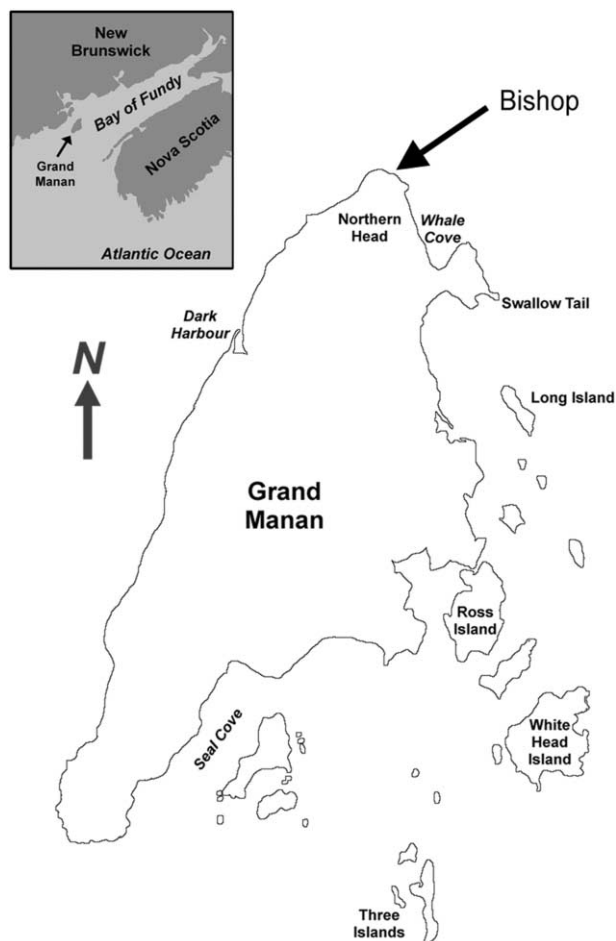 New
Brunswick
Bay of Fundy
Grand
Manan
Nova Scotia
Atlantic Ocean
Bishop
Northern
Head
Whale
Cove
Swallow Tail
Dark
Harbour
N
Long Island
Grand
Manan
Ross
Island
White
Head
Island
Seal Cove
Three
Islands